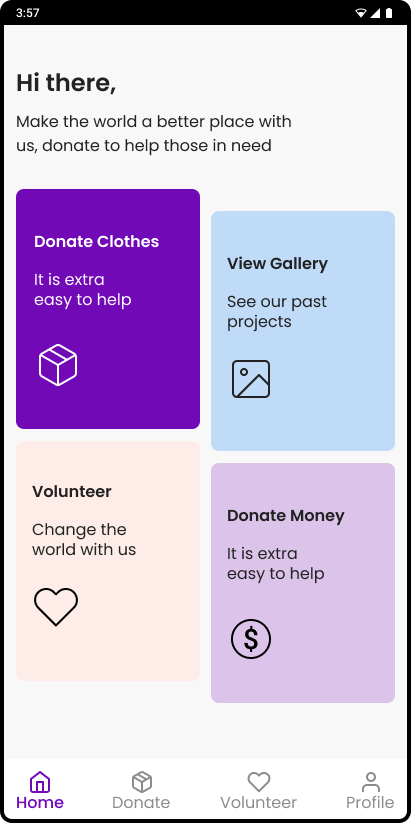 3:57
Hi there,
Make the world a better place with
us, donate to help those in need
Donate Clothes
It is extra
easy to help
View Gallery
See our past
projects
Volunteer
Change the
world with us
Donate Money
It is extra
easy to help
$
Home
Donate
Volunteer
Profile